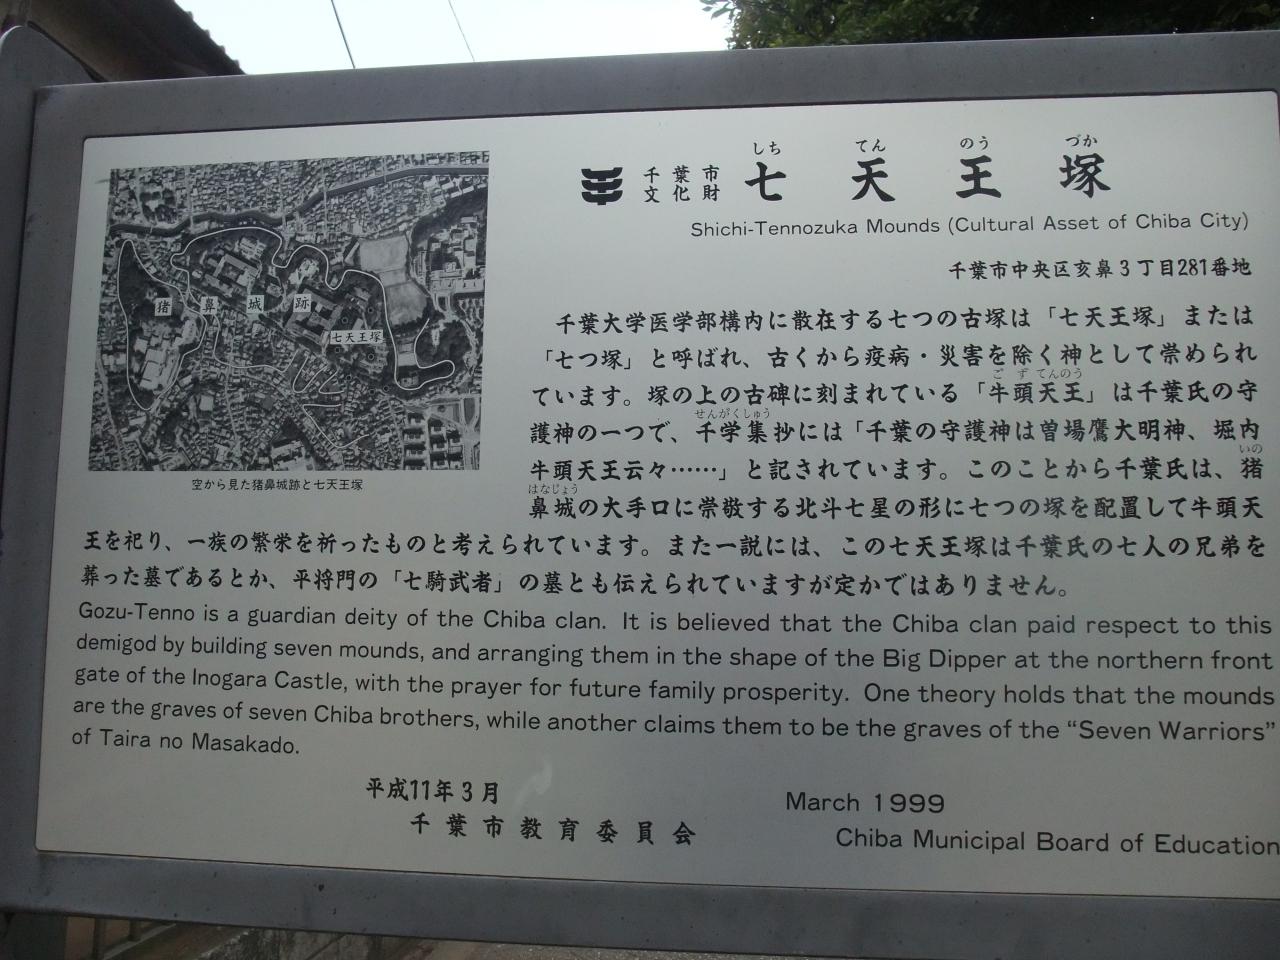 しち てん のう づか
千葉市
文化財
七天王塚
Shichi-Tennozuka Mounds (Cultural Asset of Chiba City)
千葉市中央区亥鼻3丁目281番地
猪 鼻 城 跡
七天王塚
空から見た猪鼻城跡と七天王塚
千葉大学医学部構内に散在する七つの古塚は「七天王塚」または
「七つ塚」と呼ばれ、古くから疫病・災害を除く神として崇められ
ごずてんのう
ています。塚の上の古碑に刻まれている「牛頭天王」は千葉氏の守
せんがくしゅう
護神の一つで、千学集抄には「千葉の守護神は曽場鷹大明神、堀内
いの
牛頭天王云々……」と記されています。このことから千葉氏は、猪
はなじょう
鼻城の大手口に崇敬する北斗七星の形に七つの塚を配置して牛頭天
王を祀り、一族の繁栄を祈ったものと考えられています。また一説には、この七天王塚は千葉氏の七人の兄弟を
葬った墓であるとか、平将門の「七騎武者」の墓とも伝えられていますが定かではありません。
Gozu-Tenno is a guardian deity of the Chiba clan. It is believed that the Chiba clan paid respect to this
demigod by building seven mounds, and arranging them in the shape of the Big Dipper at the northern front
gate of the Inogara Castle, with the prayer for future family prosperity. One theory holds that the mounds
are the graves of seven Chiba brothers, while another claims them to be the graves of the “Seven Warriors”
of Taira no Masakado.
平成11年3月
千葉市教育委員会
March 1999
Chiba Municipal Board of Education